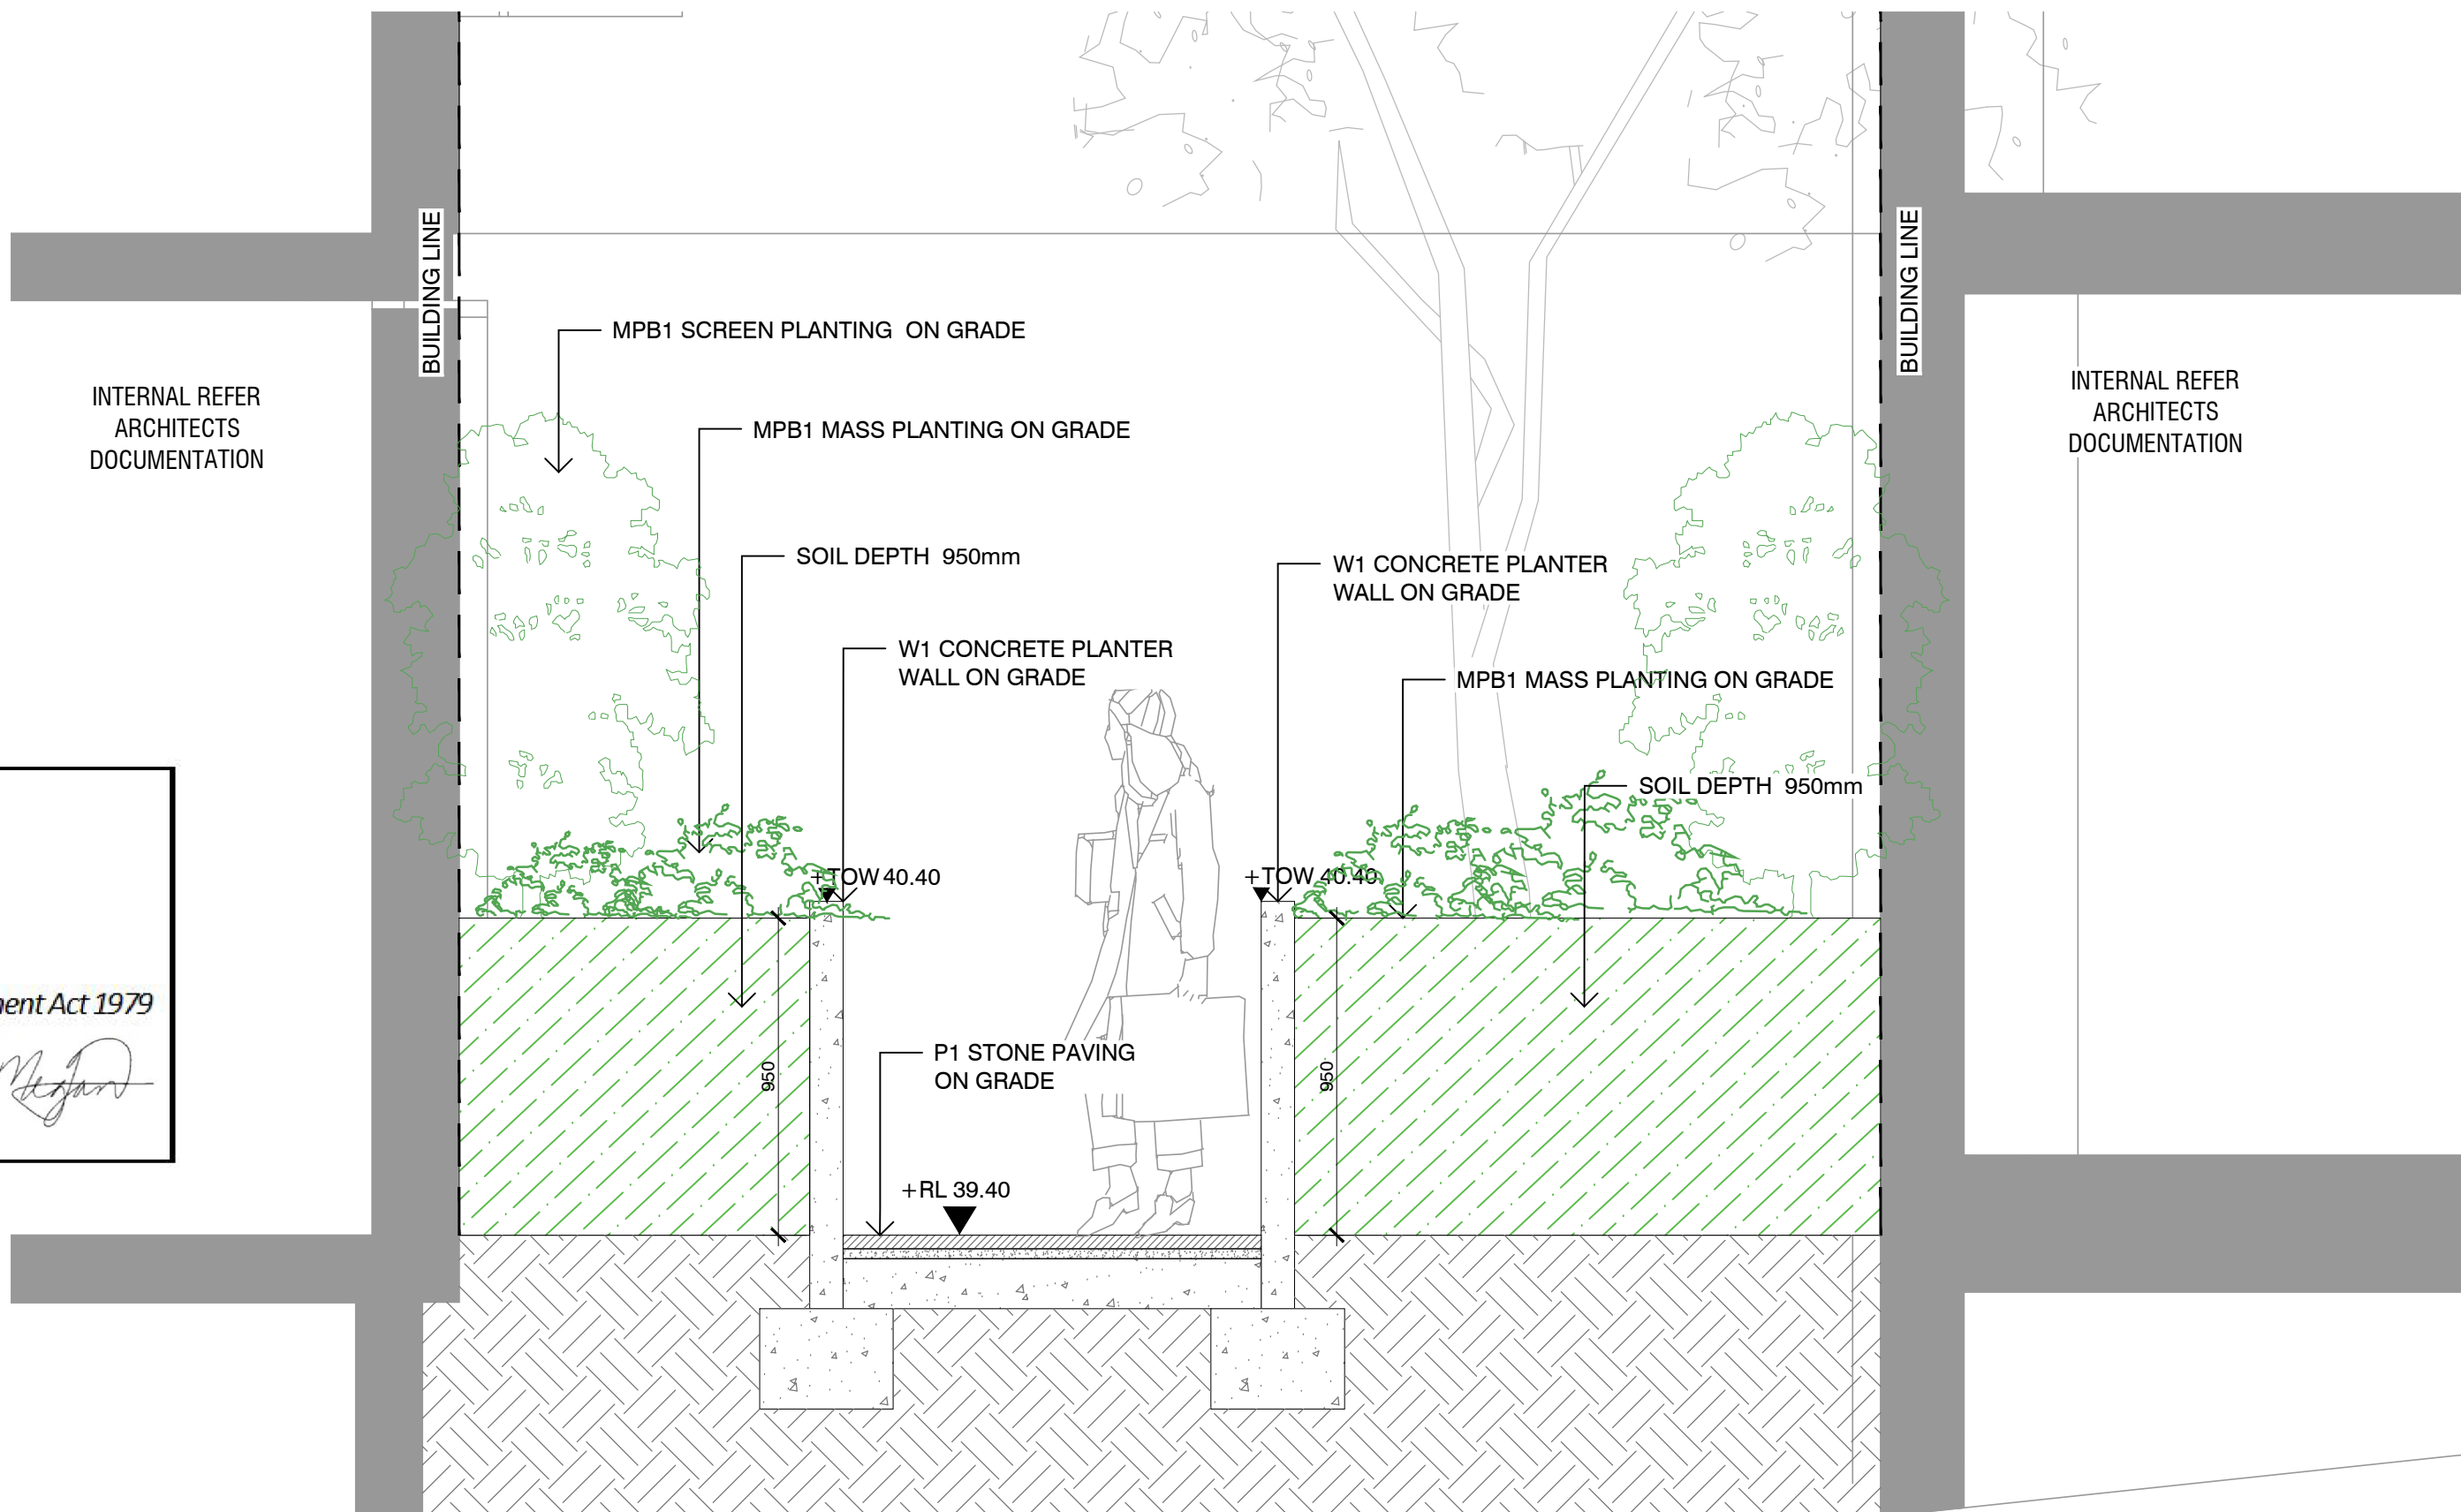 BUILDING LINE
BUILDING LINE
MPB1 SCREEN PLANTING ON GRADE
INTERNAL REFER
ARCHITECTS
DOCUMENTATION
INTERNAL REFER
ARCHITECTS
DOCUMENTATION
MPB1 MASS PLANTING ON GRADE
SOIL DEPTH 950mm
W1 CONCRETE PLANTER
WALL ON GRADE
W1 CONCRETE PLANTER
WALL ON GRADE
MPB1 MASS PLANTING ON GRADE
SOIL DEPTH 950mm
+TOW 40.40
+TOW 40.40
Act 1979
P1 STONE PAVING
ON GRADE
950
950
+RL 39.40